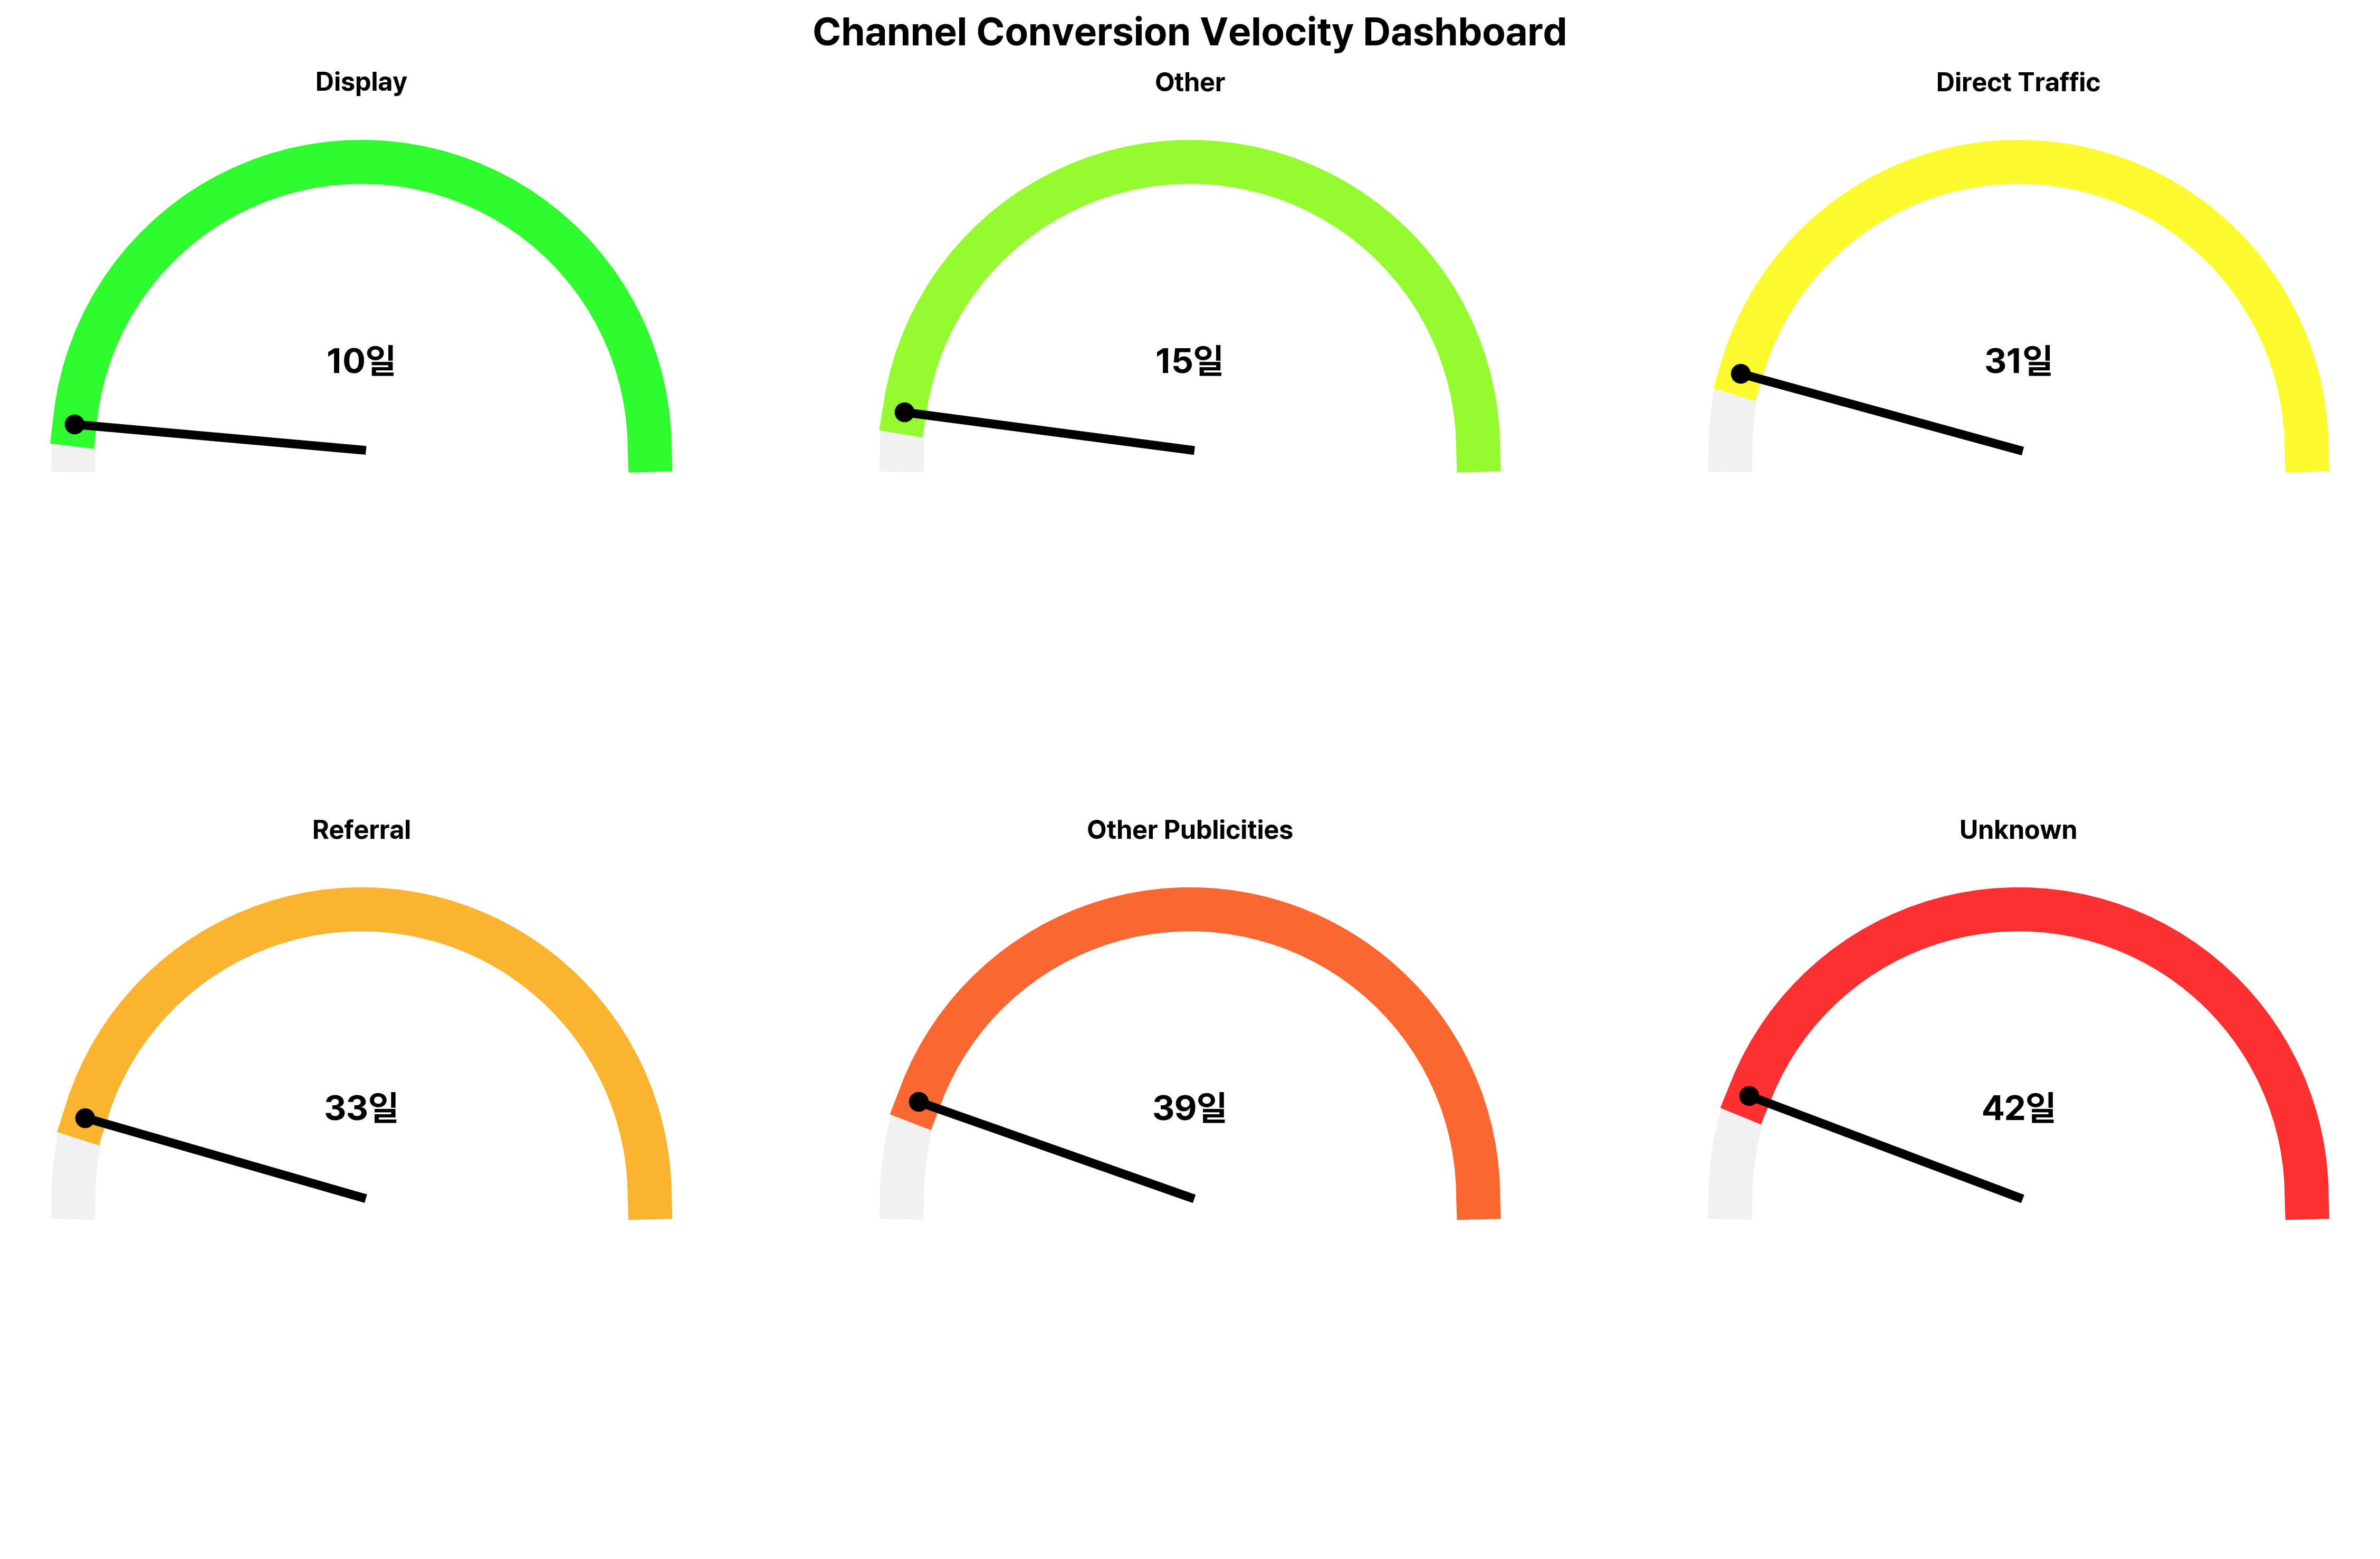 Channel Conversion Velocity Dashboard
Display
Other
Direct Traffic
10일
15일
31일
Referral
Other Publicities
Unknown
33일
39일
42일